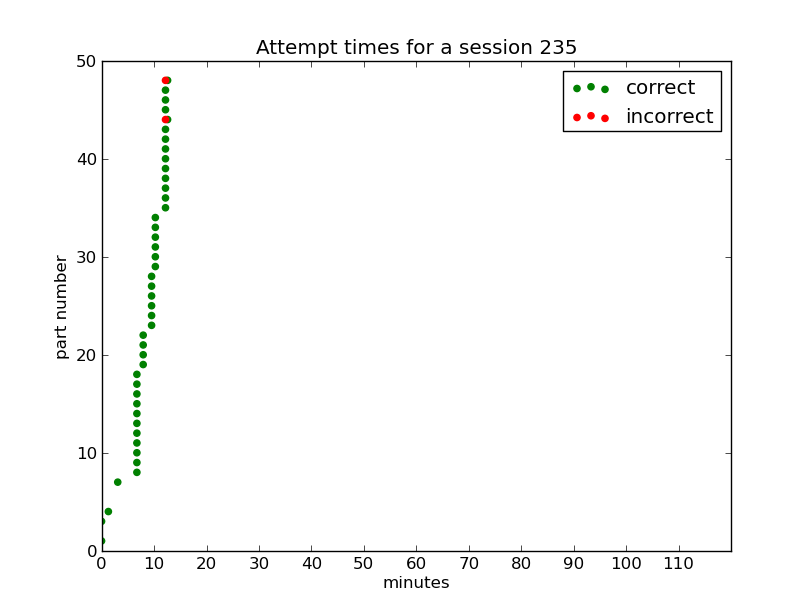 Attempt times for a session 235
correct
incorrect
50
40
30
20
10
0
part number
0 10 20 30 40 50 60 70 80 90 100 110
minutes